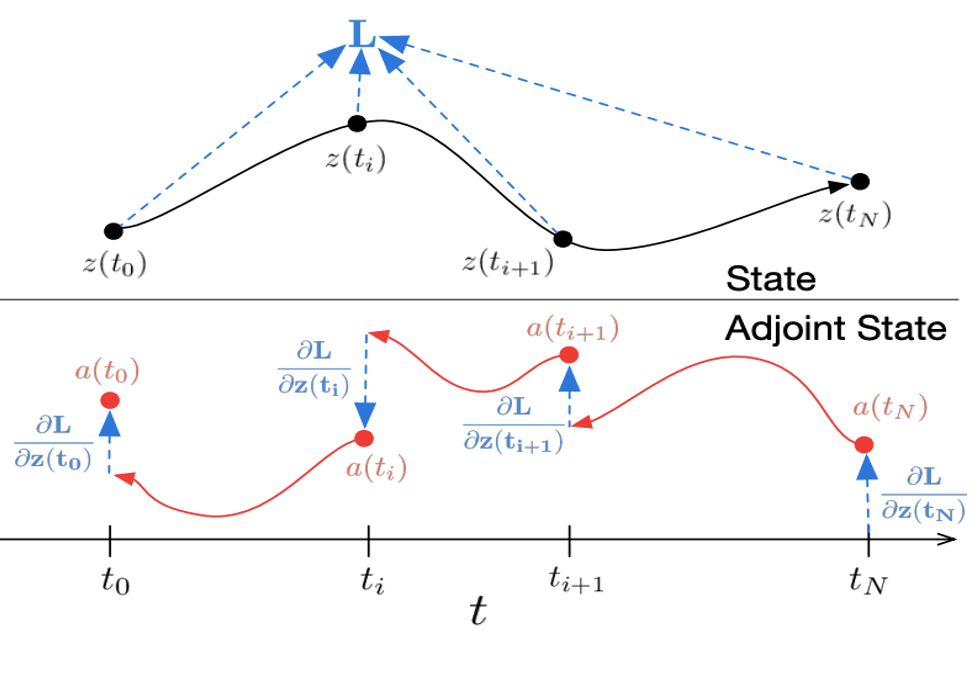 L
z(t_i)
z(t_0)
z(t_{i+1})
z(t_N)
State
Adjoint State
a(t_{i+1})
a(t_0)
∂L
∂z(t_i)
a(t_N)
∂L
∂z(t_0)
∂L
∂z(t_{i+1})
a(t_i)
∂L
∂z(t_N)
t_0
t_i
t_{i+1}
t_N
t